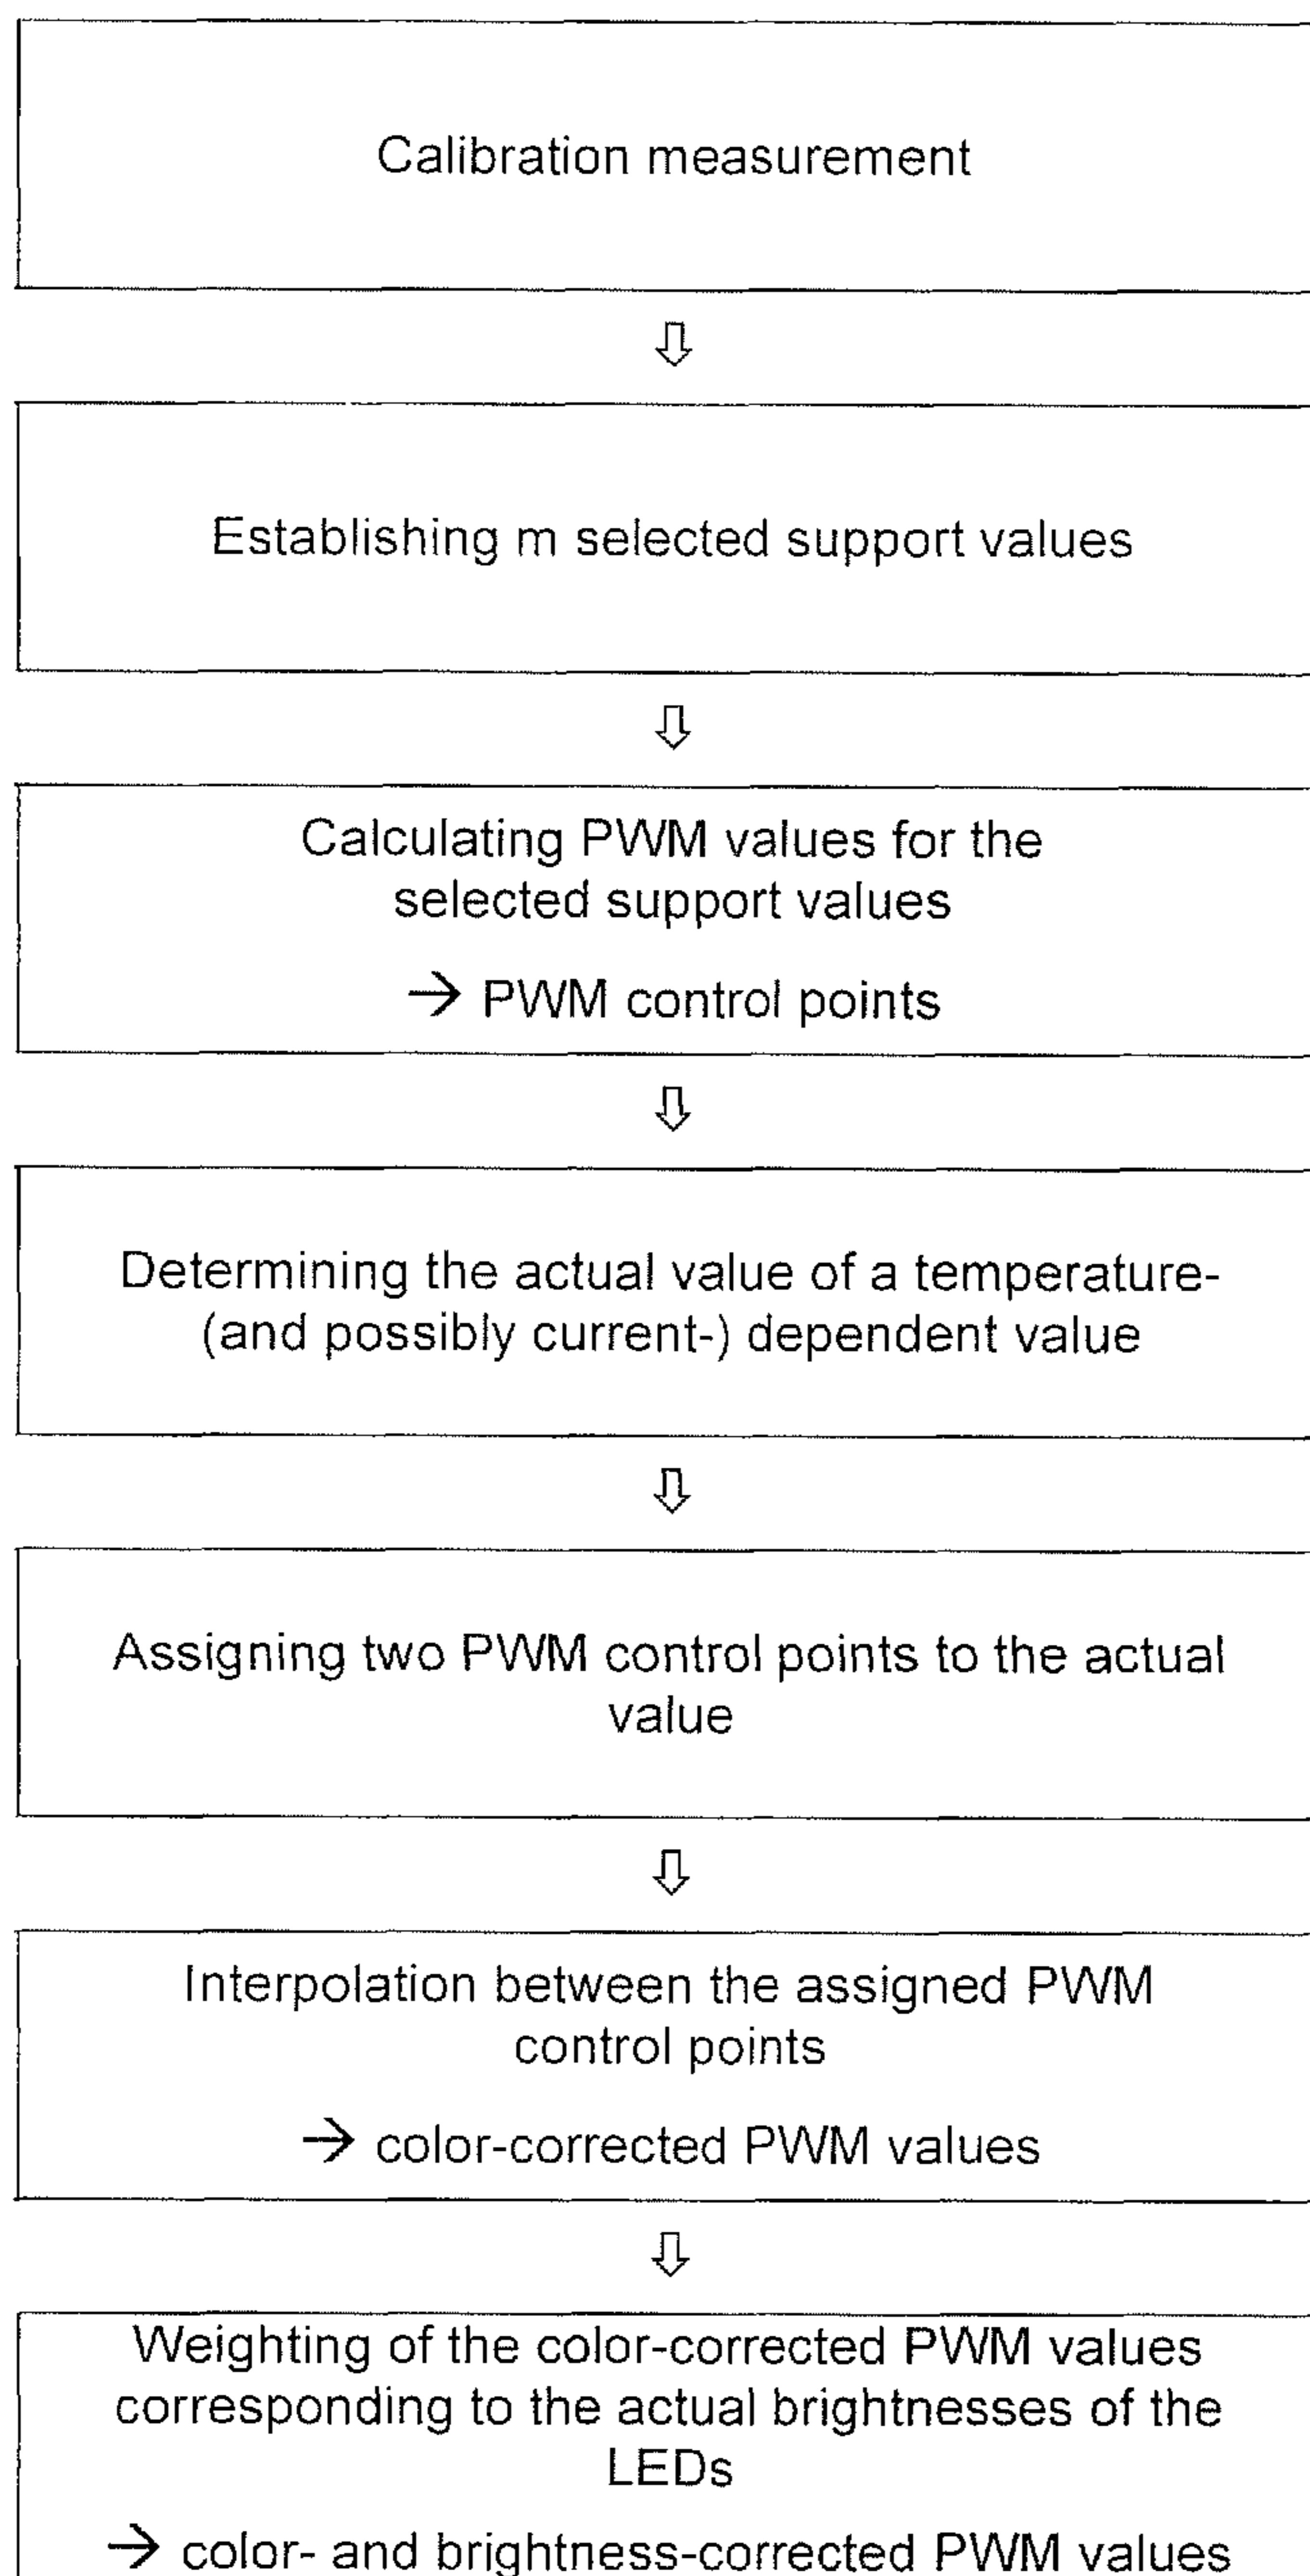 Calibration measurement
⇩
Establishing m selected support values
⇩
Calculating PWM values for the
selected support values
→ PWM control points
⇩
Determining the actual value of a temperature-
(and possibly current-) dependent value
⇩
Assigning two PWM control points to the actual
value
⇩
Interpolation between the assigned PWM
control points
→ color-corrected PWM values
⇩
Weighting of the color-corrected PWM values
corresponding to the actual brightnesses of the
LEDs
→ color- and brightness-corrected PWM values